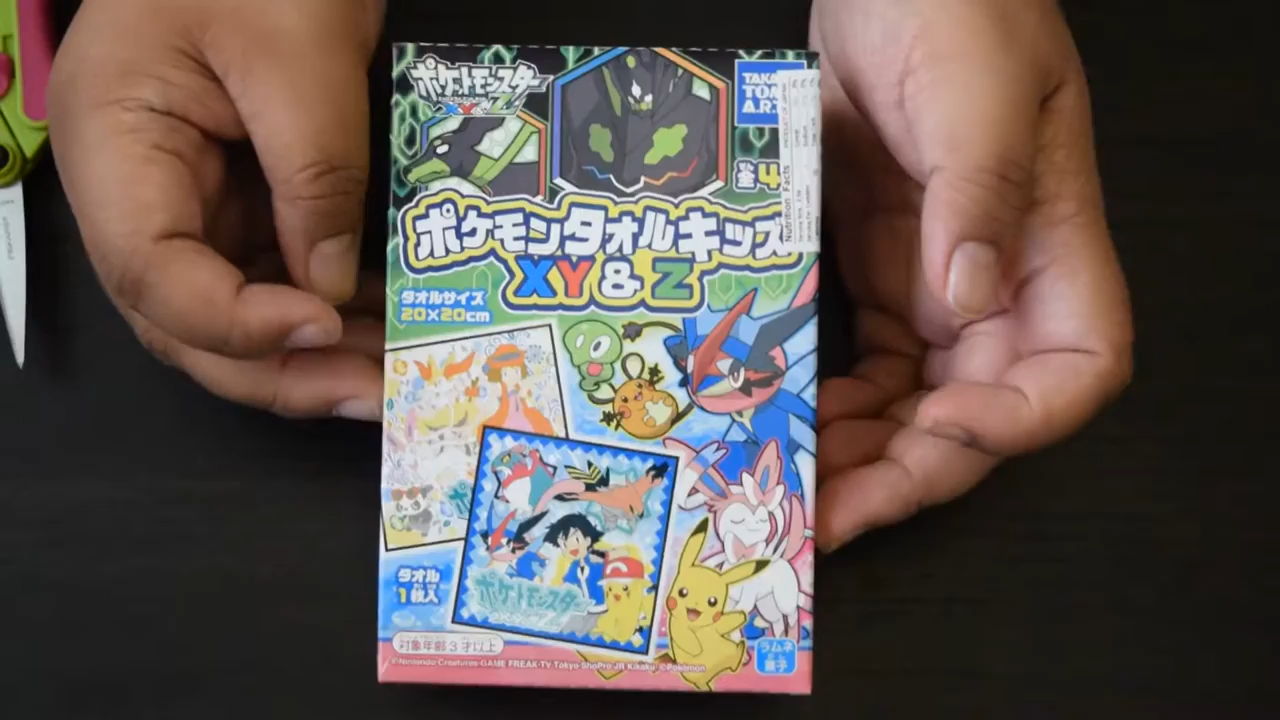 ポケットモンスター
XY&Z
TAKARA
TOMY
A.R.T.S
全4
ポケモンタオルキッズ
XY&Z
タオルサイズ
20×20cm
Nutrition Facts
ポケットモンスター
タオル
1枚入
対象年齢3才以上
ラムネ
菓子
©Nintendo·Creatures·GAME FREAK·TV Tokyo·ShoPro·JR Kikaku ©Pokémon